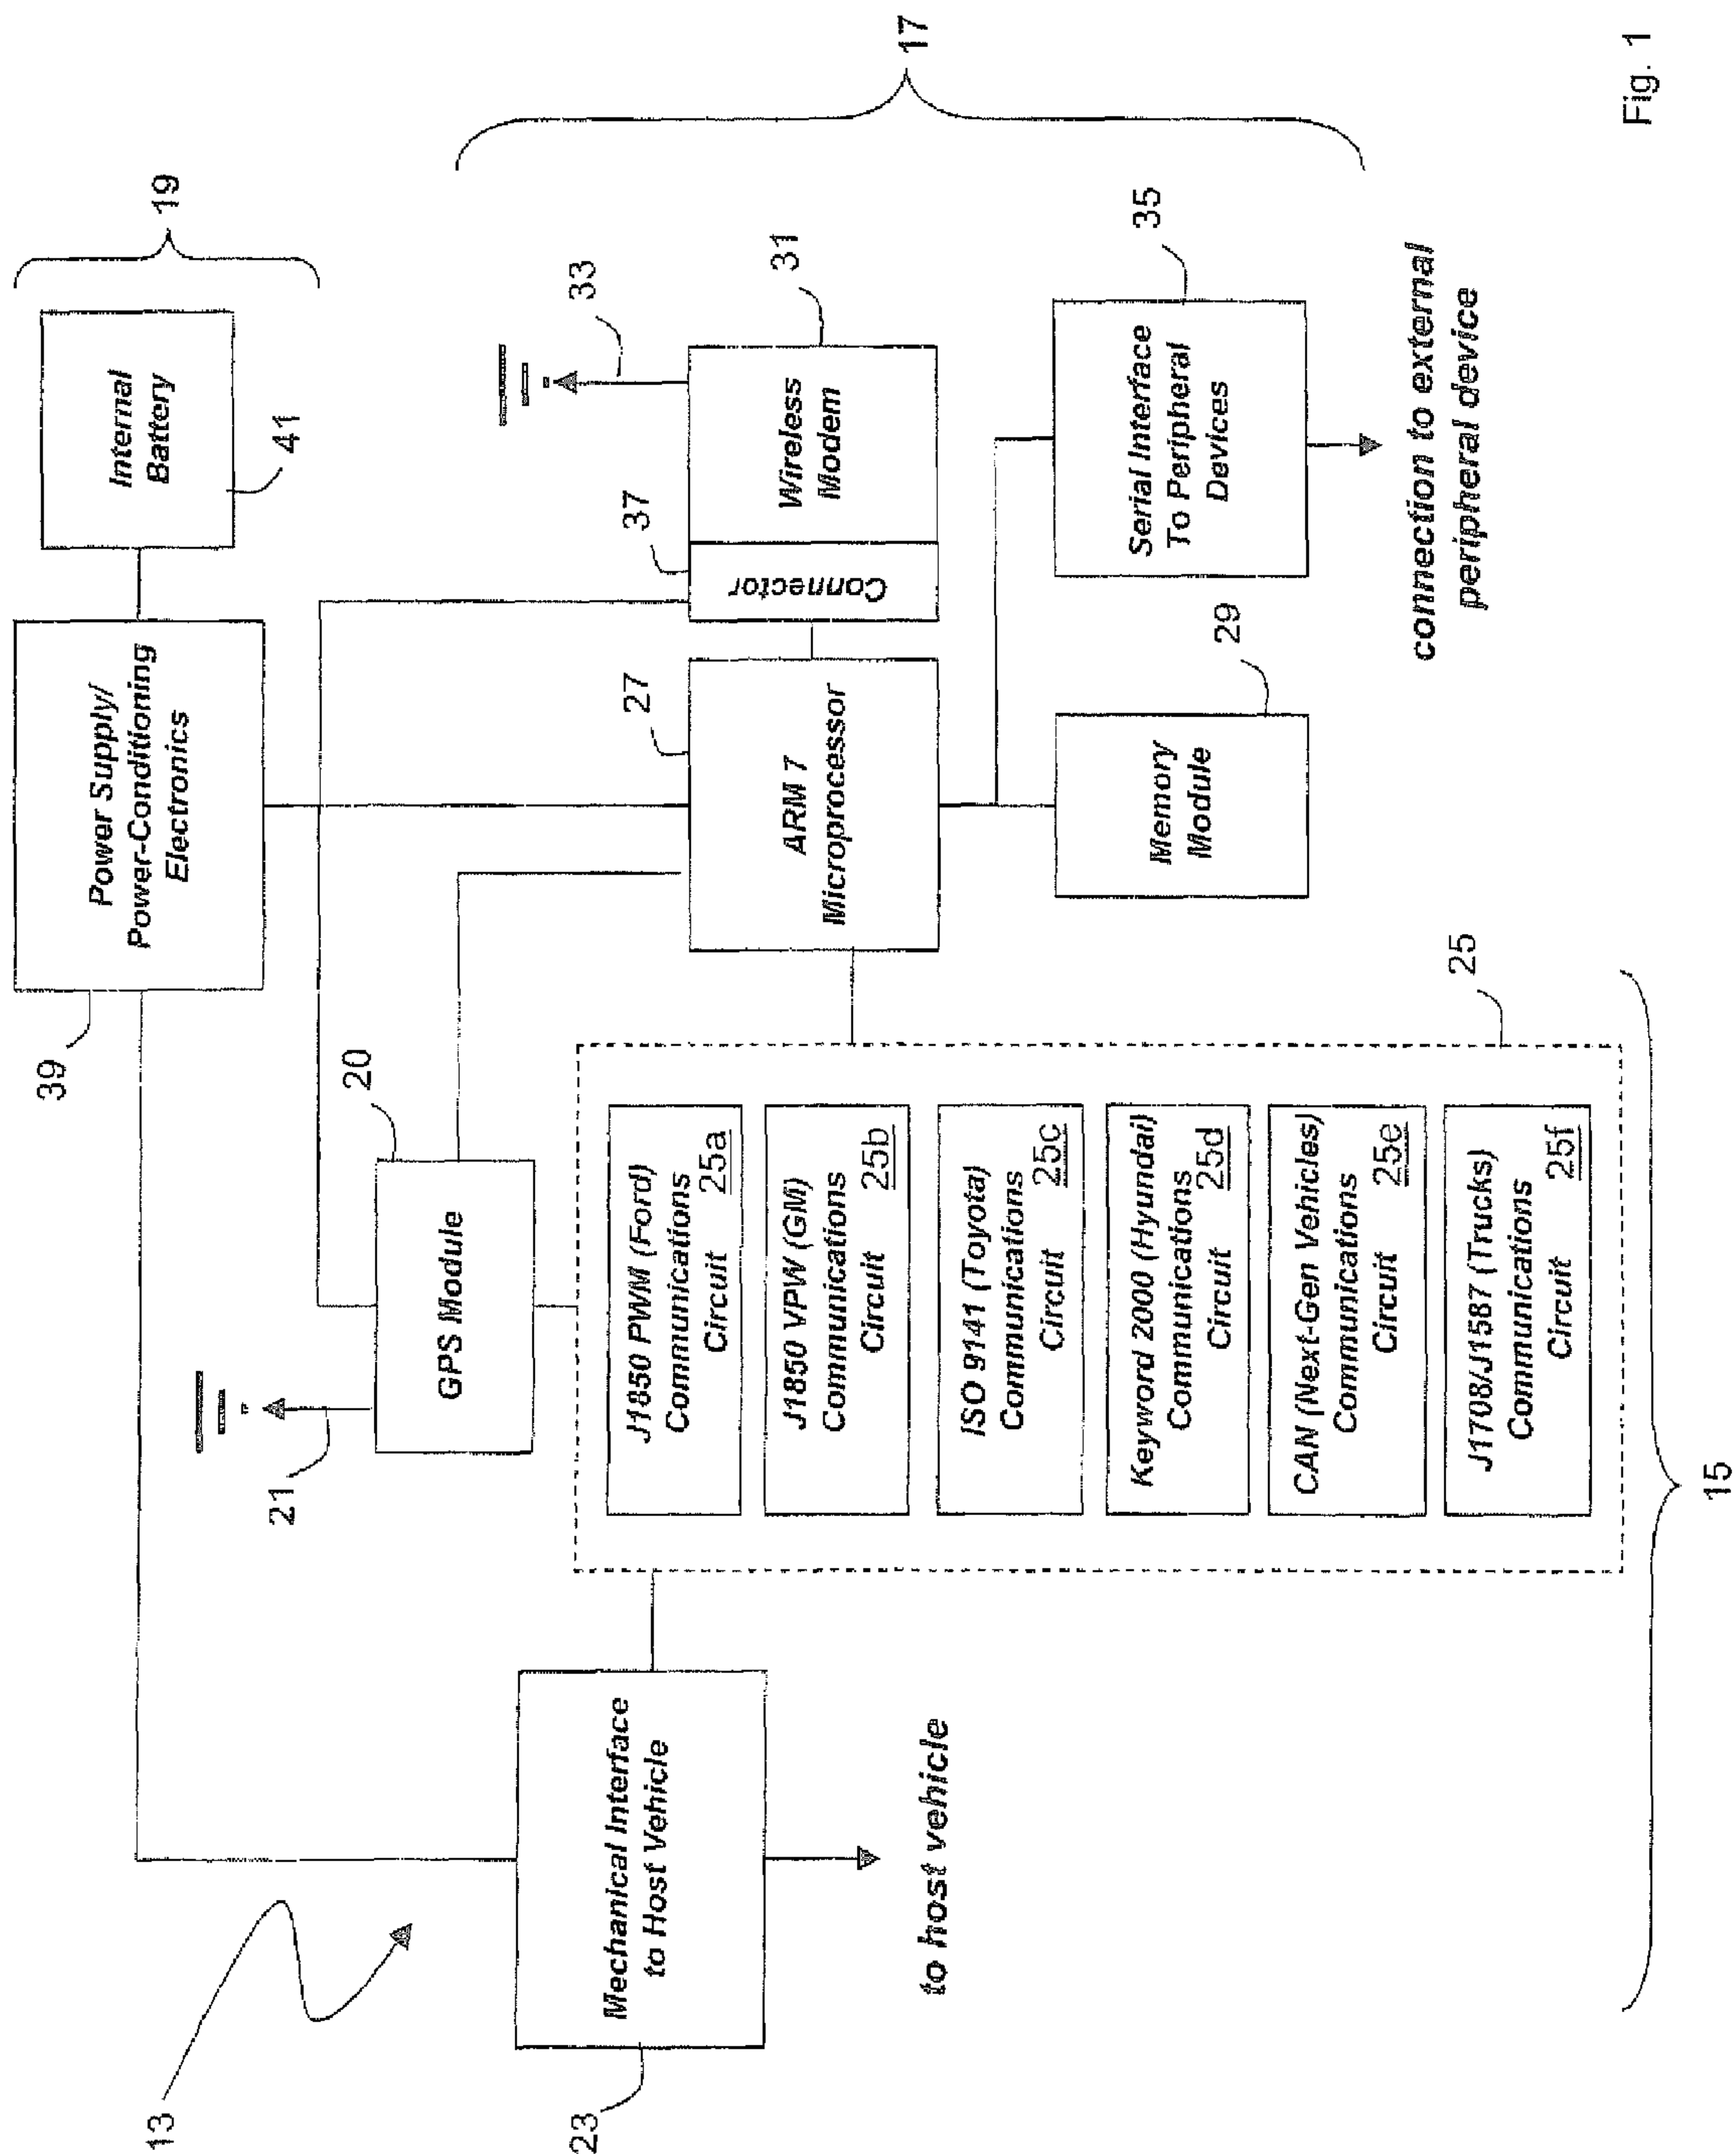 13
39
Power Supply/
Power-Conditioning
Electronics
Internal
Battery
41
19
21
20
GPS Module
33
23
Mechanical Interface
to Host Vehicle
to host vehicle
J1850 PWM (Ford)
Communications
Circuit 25a
J1850 VPW (GM)
Communications
Circuit 25b
ISO 9141 (Toyota)
Communications
Circuit 25c
Keyword 2000 (Hyundai)
Communications
Circuit 25d
CAN (Next-Gen Vehicles)
Communications
Circuit 25e
J1708/J1587 (Trucks)
Communications
Circuit 25f
25
15
27
ARM 7
Microprocessor
37
Connector
Wireless
Modem
31
17
Memory
Module
29
Serial Interface
To Peripheral
Devices
35
connection to external
peripheral device
Fig. 1